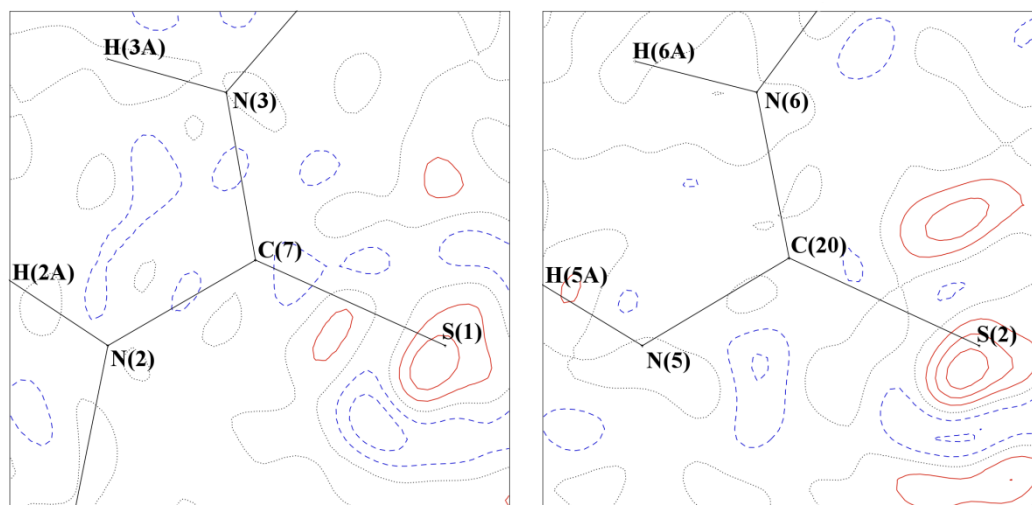 H(3A)
N(3)
C(7)
H(2A)
S(1)
N(2)
H(6A)
N(6)
C(20)
H(5A)
S(2)
N(5)